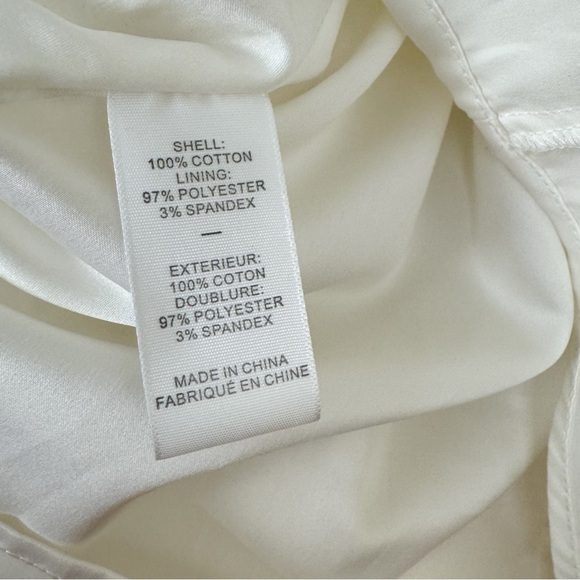 SHELL:
100% COTTON
LINING:
97% POLYESTER
3% SPANDEX
—
EXTERIEUR:
100% COTON
DOUBLURE:
97% POLYESTER
3% SPANDEX
MADE IN CHINA
FABRIQUÉ EN CHINE